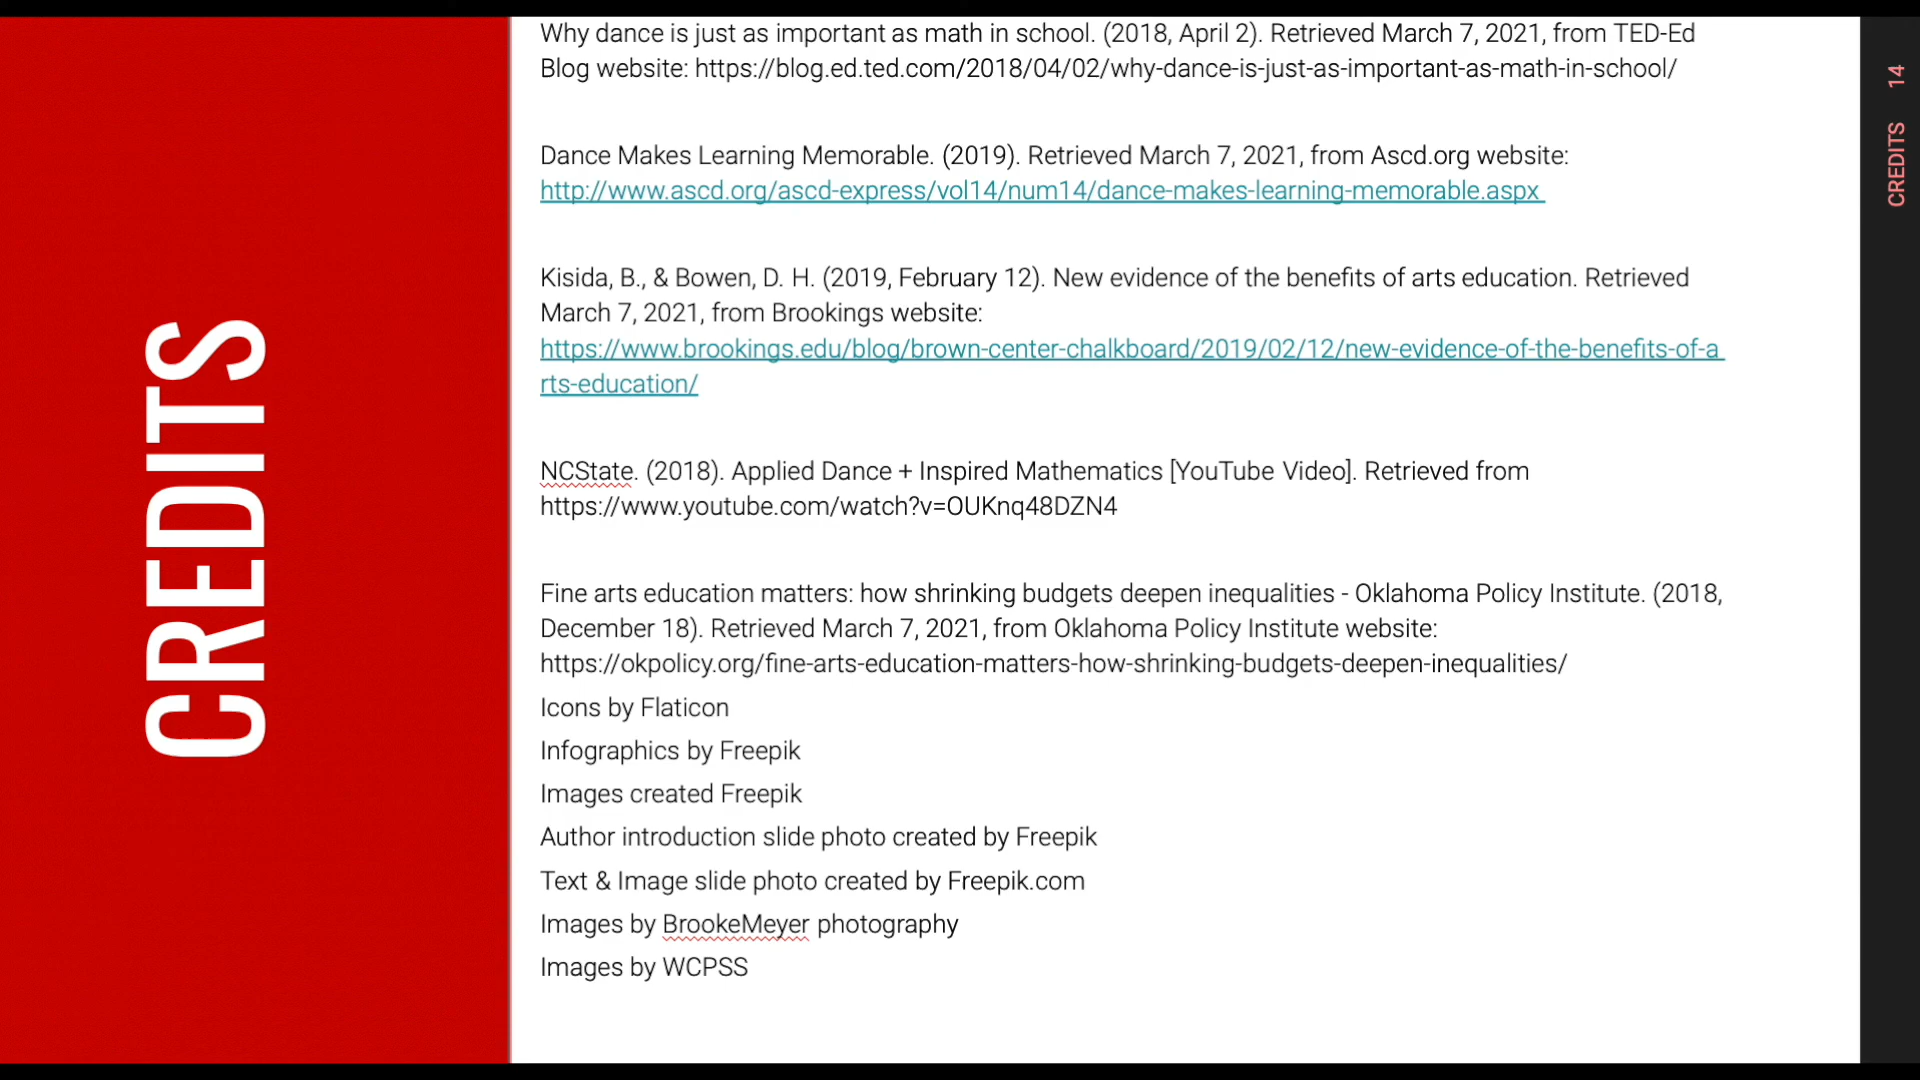 CREDITS
Why dance is just as important as math in school. (2018, April 2). Retrieved March 7, 2021, from TED-Ed
Blog website: https://blog.ed.ted.com/2018/04/02/why-dance-is-just-as-important-as-math-in-school/
Dance Makes Learning Memorable. (2019). Retrieved March 7, 2021, from Ascd.org website:
http://www.ascd.org/ascd-express/vol14/num14/dance-makes-learning-memorable.aspx
Kisida, B., & Bowen, D. H. (2019, February 12). New evidence of the benefits of arts education. Retrieved
March 7, 2021, from Brookings website:
https://www.brookings.edu/blog/brown-center-chalkboard/2019/02/12/new-evidence-of-the-benefits-of-a
rts-education/
NCState. (2018). Applied Dance + Inspired Mathematics [YouTube Video]. Retrieved from
https://www.youtube.com/watch?v=OUKnq48DZN4
Fine arts education matters: how shrinking budgets deepen inequalities - Oklahoma Policy Institute. (2018,
December 18). Retrieved March 7, 2021, from Oklahoma Policy Institute website:
https://okpolicy.org/fine-arts-education-matters-how-shrinking-budgets-deepen-inequalities/
Icons by Flaticon
Infographics by Freepik
Images created Freepik
Author introduction slide photo created by Freepik
Text & Image slide photo created by Freepik.com
Images by BrookeMeyer photography
Images by WCPSS
CREDITS 14